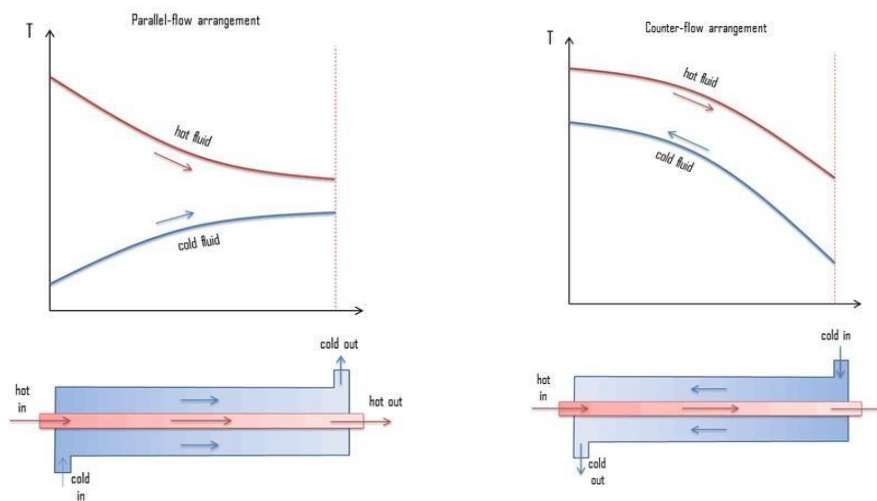 Parallel-flow arrangement
T
hot fluid
cold fluid
cold out
hot
in
hot out
cold
in
Counter-flow arrangement
T
hot fluid
cold fluid
cold in
hot
in
cold
out